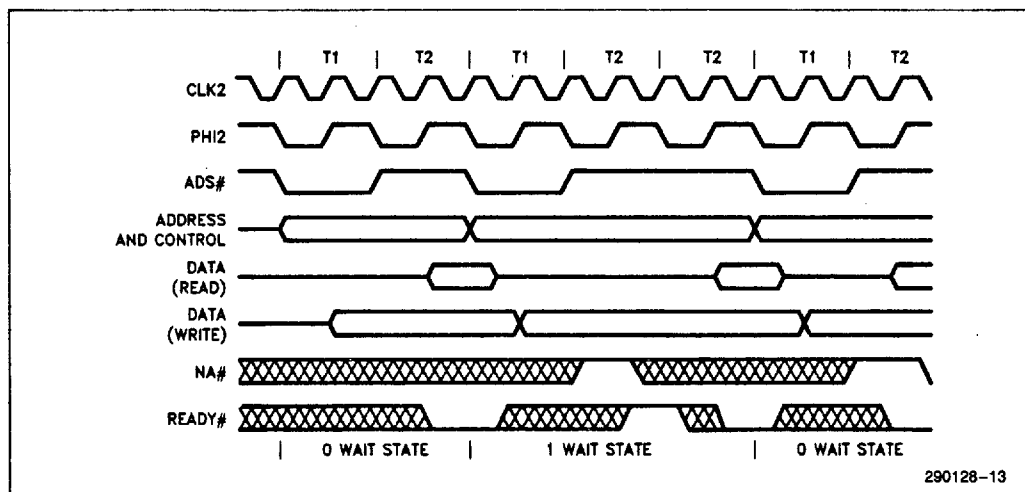 T1 T2 T1 T2 T2 T1 T2
CLK2
PHI2
ADS#
ADDRESS
AND CONTROL
DATA
(READ)
DATA
(WRITE)
NA#
READY#
0 WAIT STATE 1 WAIT STATE 0 WAIT STATE
290128-13